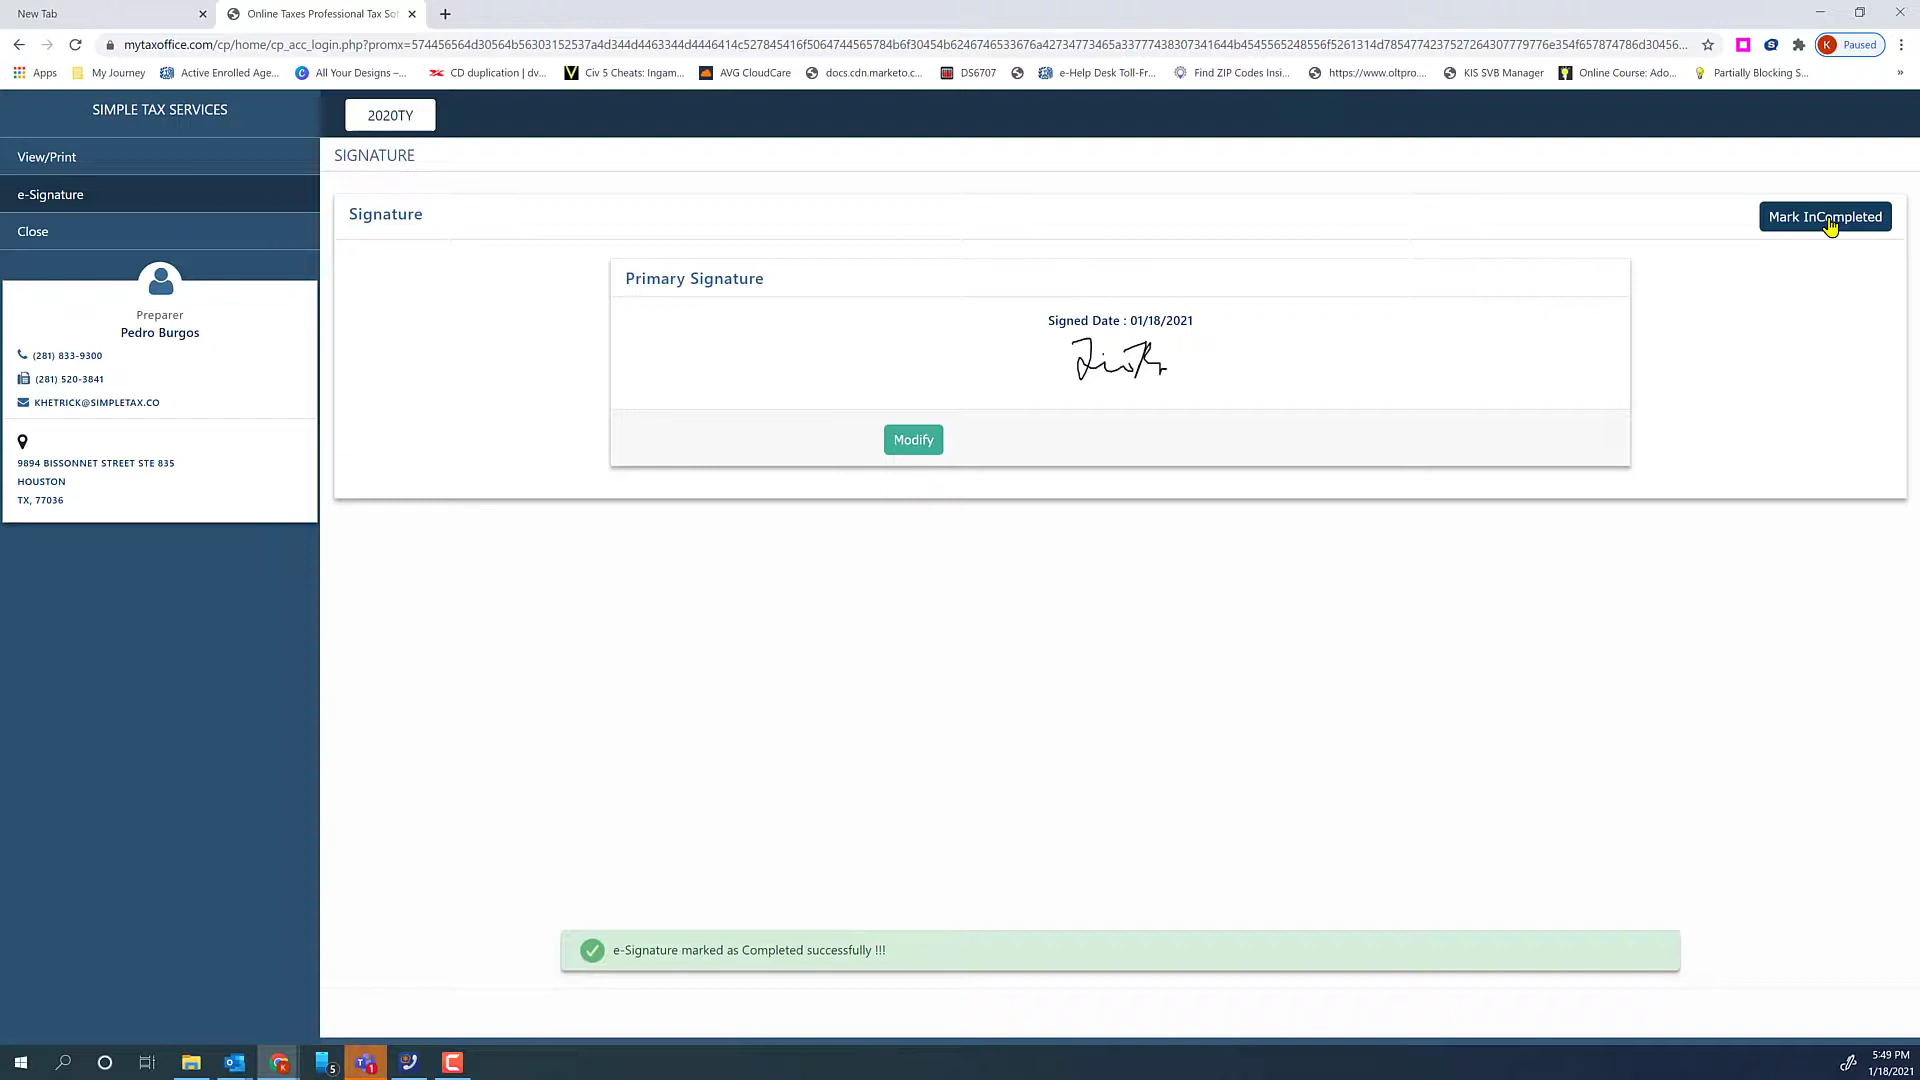 New Tab
Online Taxes Professional Tax So
mytaxoffice.com/cp/home/cp_acc_login.php?promx=
Paused
Apps
My Journey
Active Enrolled Age...
All Your Designs –...
CD duplication | dv...
Civ 5 Cheats: Ingam...
AVG CloudCare
docs.cdn.marketo.c...
DS6707
e-Help Desk Toll-Fr...
Find ZIP Codes Insi...
https://www.oltpro....
KIS SVB Manager
Online Course: Ado...
Partially Blocking S...
SIMPLE TAX SERVICES
2020TY
View/Print
e-Signature
Close
SIGNATURE
Signature
Mark InCompleted
Primary Signature
Signed Date : 01/18/2021
Modify
Preparer
Pedro Burgos
(281) 833-9300
(281) 520-3841
KHETRICK@SIMPLETAX.CO
9894 BISSONNET STREET STE 835
HOUSTON
TX, 77036
e-Signature marked as Completed successfully !!!
5:49 PM
1/18/2021